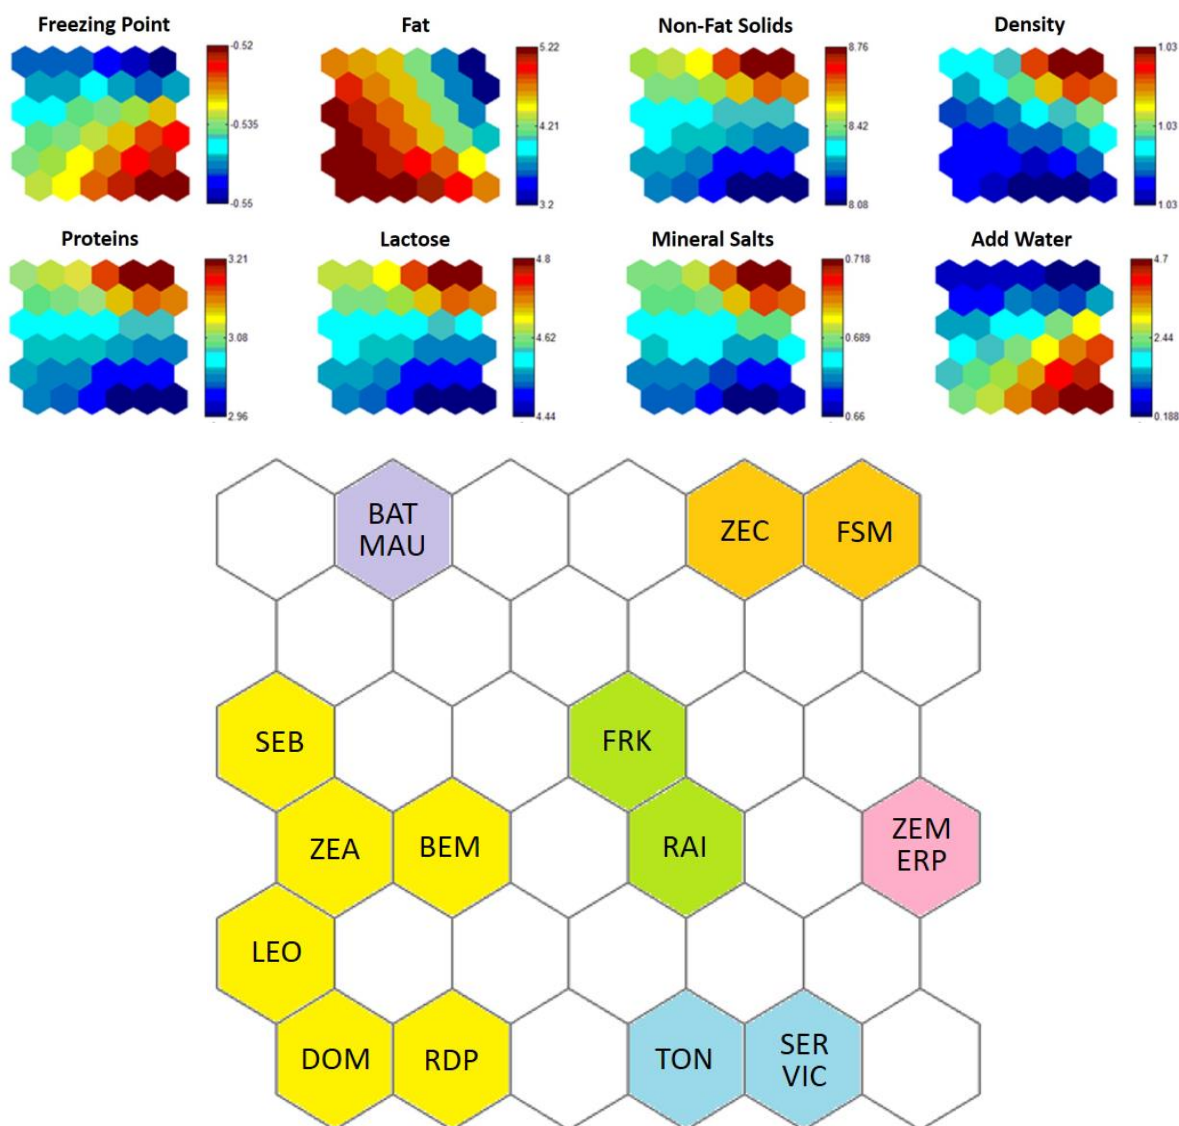 Freezing Point
Fat
Non-Fat Solids
Density
-0.52
-0.535
-0.55
5.22
4.21
3.2
8.76
8.42
8.08
1.03
1.03
1.03
Proteins
Lactose
Mineral Salts
Add Water
3.21
3.08
2.96
4.8
4.62
4.44
0.718
0.689
0.66
4.7
2.44
0.188
BAT
MAU
ZEC
FSM
SEB
FRK
ZEA
BEM
RAI
ZEM
ERP
LEO
DOM
RDP
TON
SER
VIC